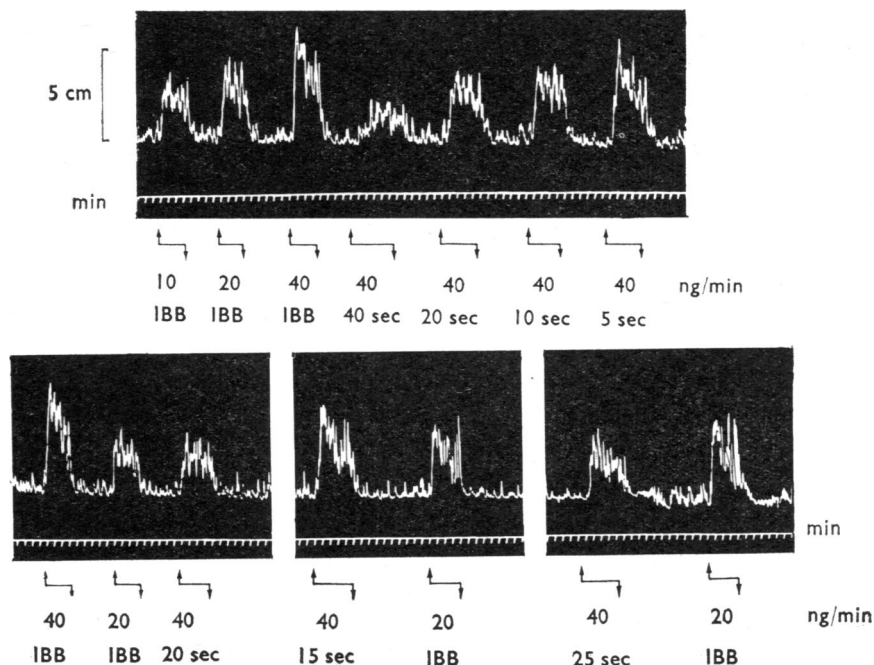 5 cm
min
10 20 40 40 40 40 40 ng/min
IBB IBB IBB 40 sec 20 sec 10 sec 5 sec
min
40 20 40 40 20 40 20 ng/min
IBB IBB 20 sec 15 sec IBB 25 sec IBB